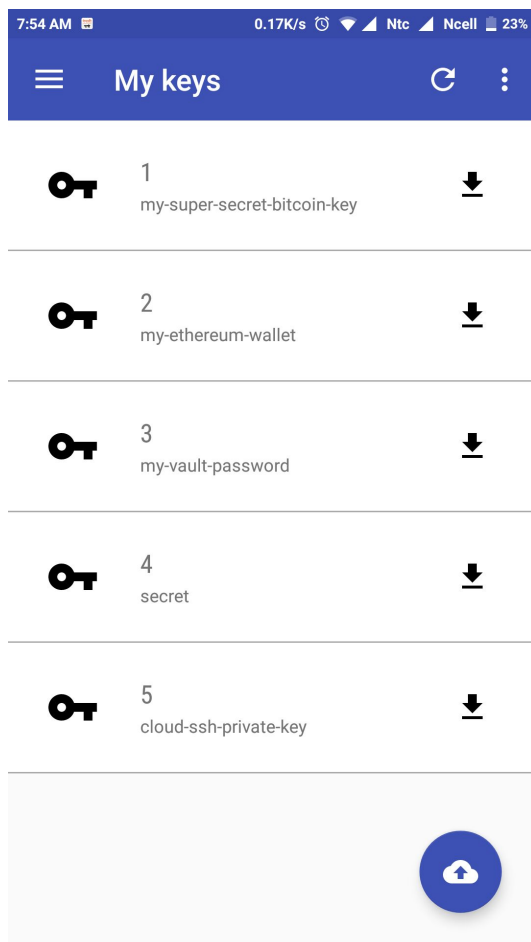 7:54 AM 0.17K/s Ntc Ncell 23%
My keys
1
my-super-secret-bitcoin-key
2
my-ethereum-wallet
3
my-vault-password
4
secret
5
cloud-ssh-private-key